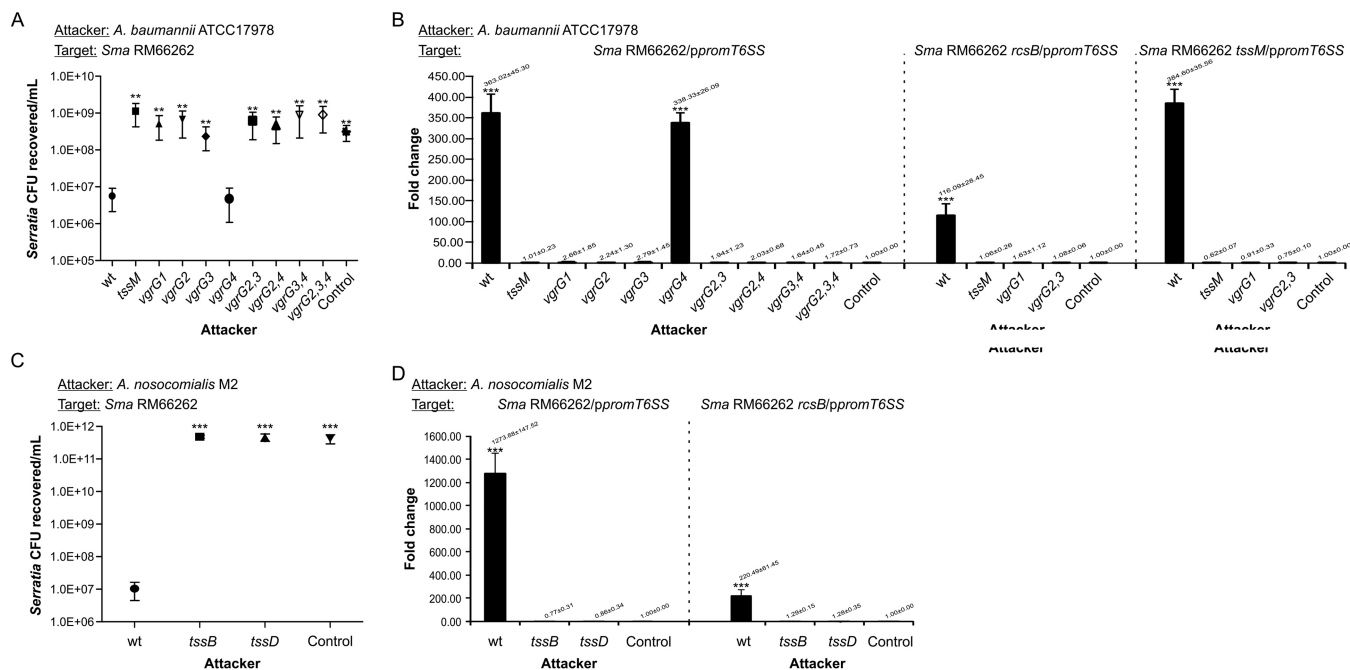 A
Attacker: A. baumannii ATCC17978
Target: Sma RM66262
Serratia CFU recovered/mL
1.0E+10
1.0E+09
1.0E+08
1.0E+07
1.0E+06
1.0E+05
** ** ** ** ** ** ** ** **
wt tssM vgrG1 vgrG2 vgrG3 vgrG4 vgrG2,3 vgrG2,4 vgrG3,4 vgrG2,3,4 Control
Attacker
B
Attacker: A. baumannii ATCC17978
Target: Sma RM66262/ppromT6SS Sma RM66262 rcsB/ppromT6SS Sma RM66262 tssM/ppromT6SS
Fold change
450.00
400.00
350.00
300.00
250.00
200.00
150.00
100.00
50.00
0.00
363.02±45.30 1.01±0.23 2.66±1.85 2.24±1.30 2.79±1.45 338.33±26.09 1.94±1.23 2.03±0.68 1.64±0.45 1.72±0.73 1.00±0.00
*** ***
wt tssM vgrG1 vgrG2 vgrG3 vgrG4 vgrG2,3 vgrG2,4 vgrG3,4 vgrG2,3,4 Control
Attacker
116.09±28.45 1.06±0.26 1.63±1.12 1.08±0.06 1.00±0.00
***
wt tssM vgrG1 vgrG2,3 Control
Attacker
Attacker
384.60±35.56 0.62±0.07 0.91±0.33 0.75±0.10 1.00±0.00
***
wt tssM vgrG1 vgrG2,3 Control
Attacker
Attacker
C
Attacker: A. nosocomialis M2
Target: Sma RM66262
Serratia CFU recovered/mL
1.0E+12
1.0E+11
1.0E+11
1.0E+09
1.0E+08
1.0E+07
1.0E+06
*** *** ***
wt tssB tssD Control
Attacker
D
Attacker: A. nosocomialis M2
Target: Sma RM66262/ppromT6SS Sma RM66262 rcsB/ppromT6SS
Fold change
1600.00
1400.00
1200.00
1000.00
800.00
600.00
400.00
200.00
0.00
1273.88±147.52 0.77±0.31 0.86±0.34 1.00±0.00
***
wt tssB tssD Control
Attacker
220.49±61.45 1.29±0.15 1.28±0.35 1.00±0.00
***
wt tssB tssD Control
Attacker